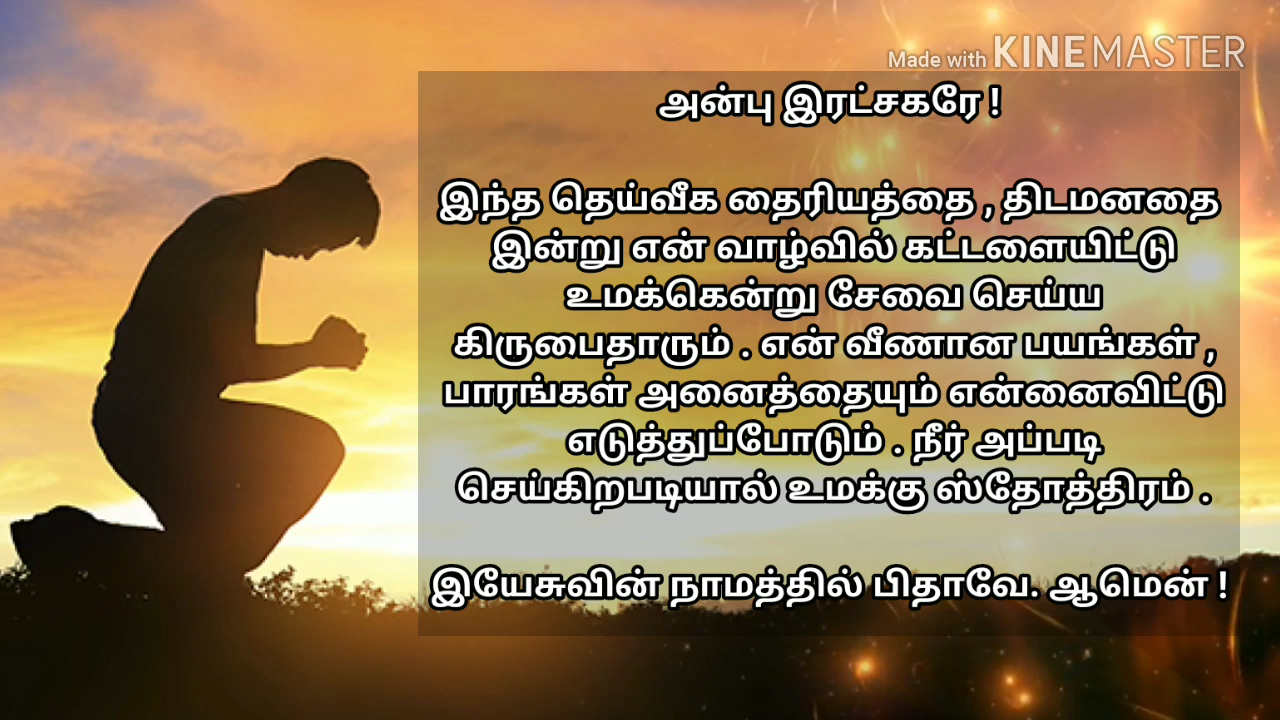 Made with KINEMASTER
அன்பு இரட்சகரே !
இந்த தெய்வீக தைரியத்தை , திடமனதை
இன்று என் வாழ்வில் கட்டளையிட்டு
உமக்கென்று சேவை செய்ய
கிருபைதாரும் . என் வீணான பயங்கள் ,
பாரங்கள் அனைத்தையும் என்னைவிட்டு
எடுத்துப்போடும் . நீர் அப்படி
செய்கிறபடியால் உமக்கு ஸ்தோத்திரம் .
இயேசுவின் நாமத்தில் பிதாவே. ஆமென் !